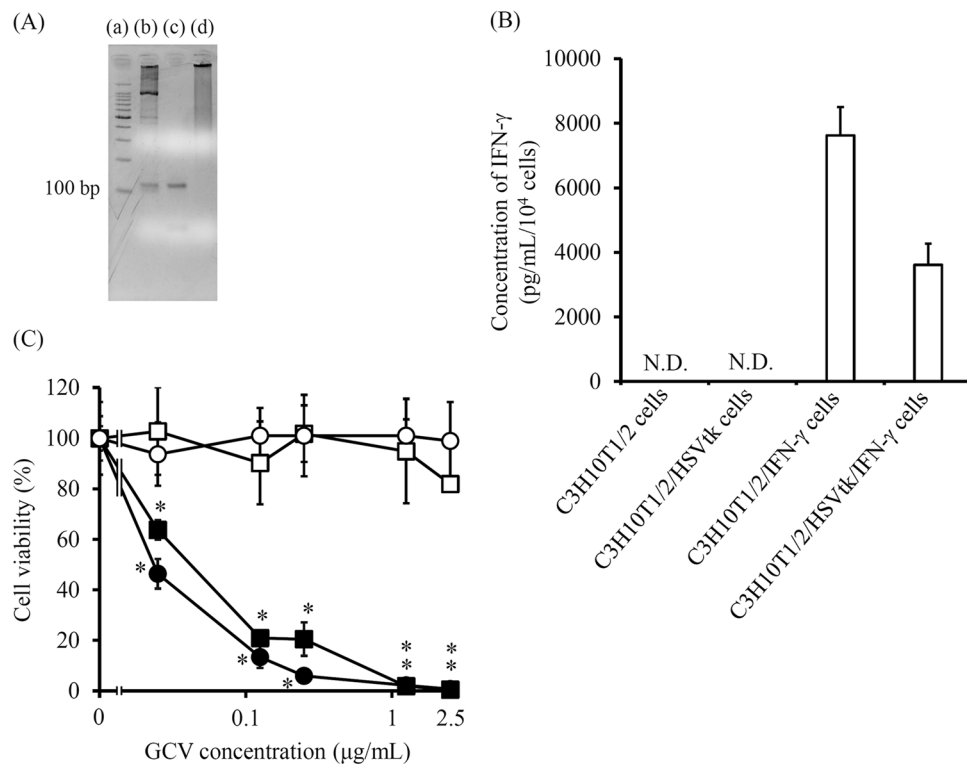 (A)
(a) (b) (c) (d)
100 bp
(B)
Concentration of IFN-γ
(pg/mL/10⁴ cells)
10000
8000
6000
4000
2000
0
N.D.
N.D.
C3H10T1/2 cells
C3H10T1/2/HSVtk cells
C3H10T1/2/IFN-γ cells
C3H10T1/2/HSVtk/IFN-γ cells
(C)
Cell viability (%)
120
100
80
60
40
20
0
*
*
*
*
*
*
*
*
*
*
0
0.1
1
2.5
GCV concentration (μg/mL)